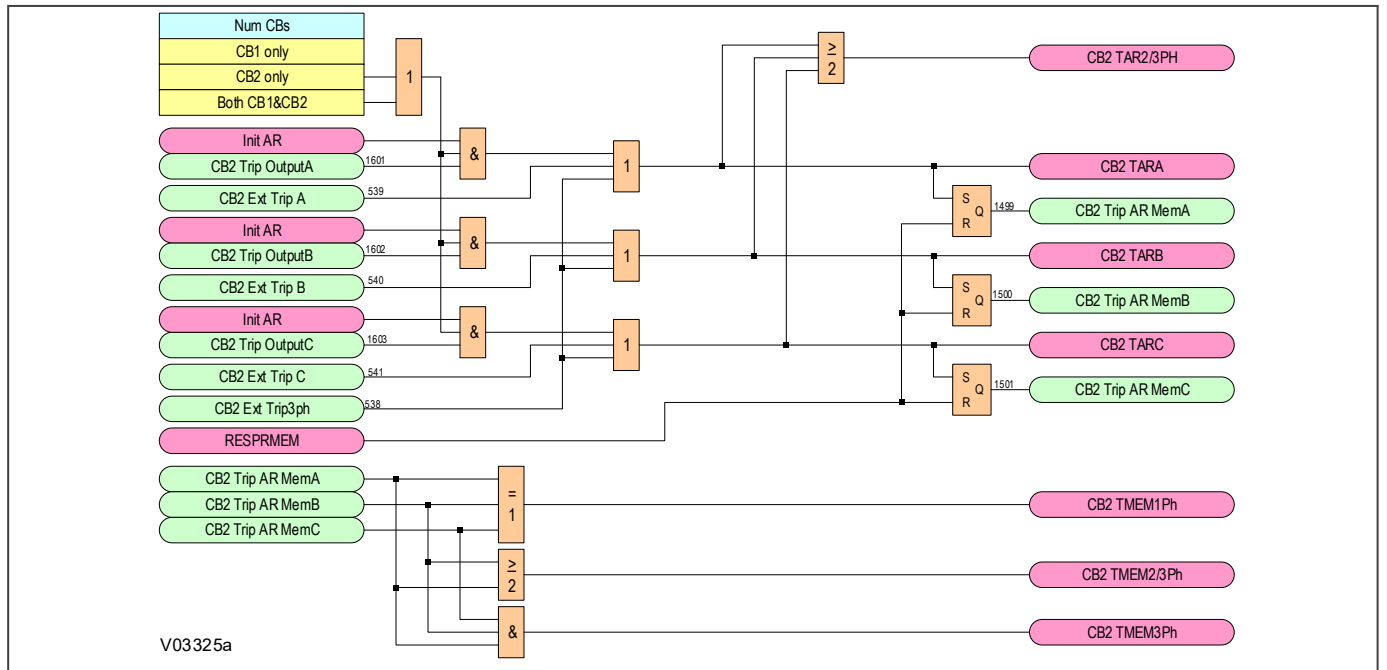 Num CBs
CB1 only
CB2 only
Both CB1&CB2
1
≥
2
CB2 TAR2/3PH
Init AR
CB2 Trip OutputA
1601
&
CB2 Ext Trip A
539
1
CB2 TARA
S
Q
R
1499
CB2 Trip AR MemA
Init AR
CB2 Trip OutputB
1602
&
CB2 Ext Trip B
540
1
CB2 TARB
S
Q
R
1500
CB2 Trip AR MemB
Init AR
CB2 Trip OutputC
1603
&
CB2 Ext Trip C
541
1
CB2 TARC
S
Q
R
1501
CB2 Trip AR MemC
CB2 Ext Trip3ph
538
RESPRMEM
CB2 Trip AR MemA
CB2 Trip AR MemB
CB2 Trip AR MemC
=
1
CB2 TMEM1Ph
≥
2
CB2 TMEM2/3Ph
&
CB2 TMEM3Ph
V03325a